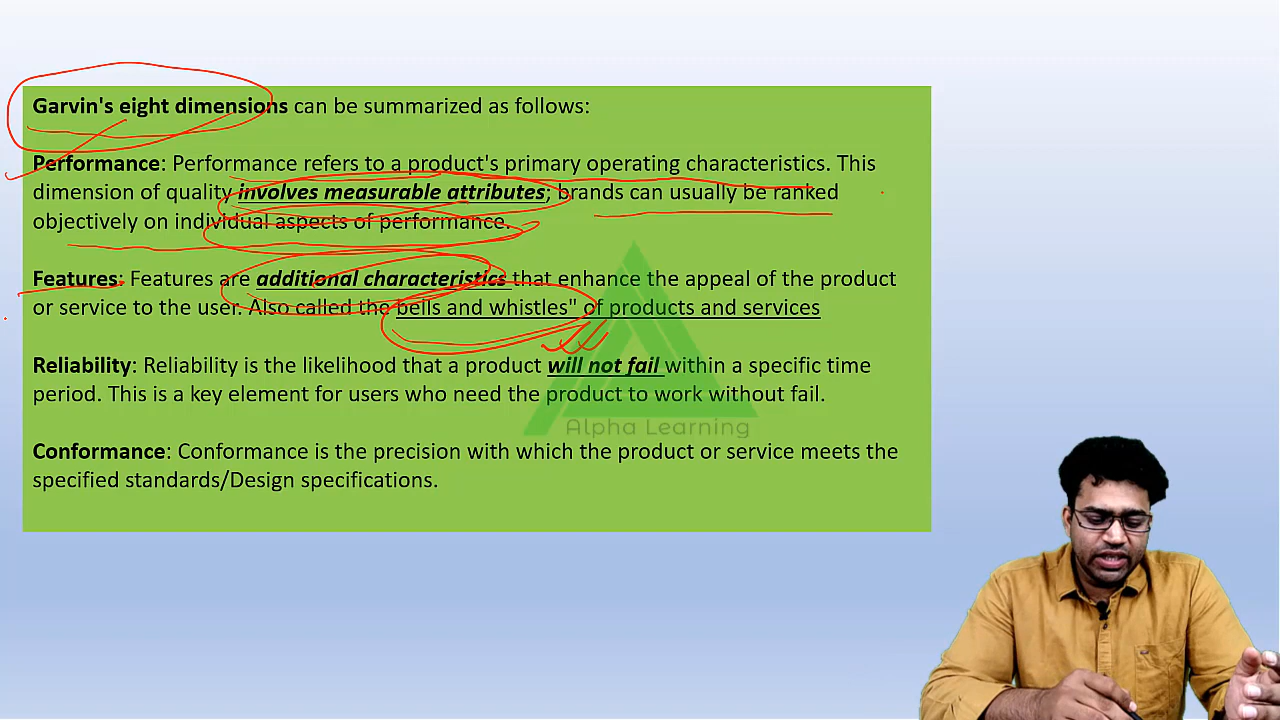 Garvin's eight dimensions can be summarized as follows:
Performance: Performance refers to a product's primary operating characteristics. This
dimension of quality involves measurable attributes; brands can usually be ranked
objectively on individual aspects of performance.
Features: Features are additional characteristics that enhance the appeal of the product
or service to the user. Also called the bells and whistles" of products and services
Reliability: Reliability is the likelihood that a product will not fail within a specific time
period. This is a key element for users who need the product to work without fail.
Alpha Learning
Conformance: Conformance is the precision with which the product or service meets the
specified standards/Design specifications.